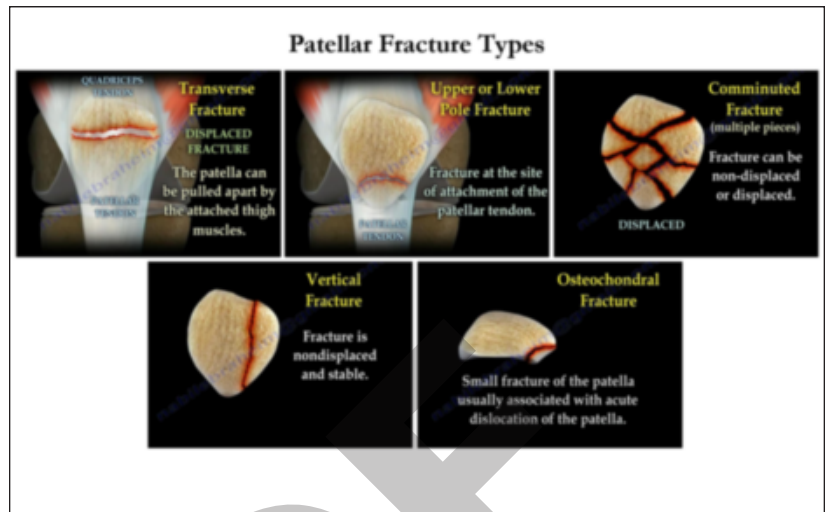 Patellar Fracture Types
QUADRICEPS
TENDON
Transverse
Fracture
DISPLACED
FRACTURE
The patella can
be pulled apart by
the attached thigh
muscles.
PATELLAR
TENDON
Upper or Lower
Pole Fracture
Fracture at the site
of attachment of the
patellar tendon.
PATELLAR
TENDON
Comminuted
Fracture
(multiple pieces)
Fracture can be
non-displaced
or displaced.
DISPLACED
Vertical
Fracture
Fracture is
nondisplaced
and stable.
Osteochondral
Fracture
Small fracture of the patella
usually associated with acute
dislocation of the patella.